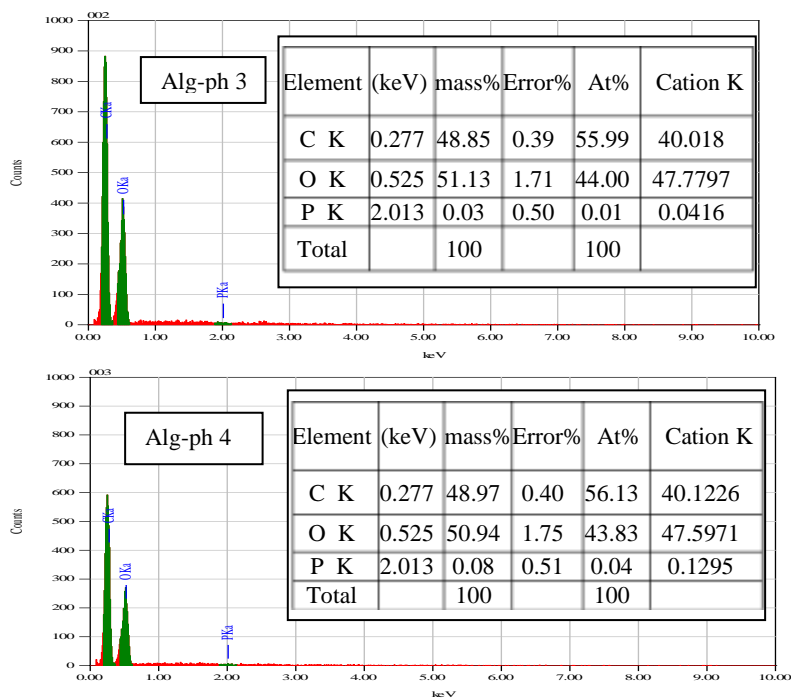 002
1000
900
800
700
600
500
400
300
200
100
0
Counts
CKa
OKa
PKa
Alg-ph 3
Element (keV) mass% Error% At% Cation K
C K 0.277 48.85 0.39 55.99 40.018
O K 0.525 51.13 1.71 44.00 47.7797
P K 2.013 0.03 0.50 0.01 0.0416
Total 100 100
0.00 1.00 2.00 3.00 4.00 5.00 6.00 7.00 8.00 9.00 10.00
keV
003
1000
900
800
700
600
500
400
300
200
100
0
Counts
CKa
OKa
PKa
Alg-ph 4
Element (keV) mass% Error% At% Cation K
C K 0.277 48.97 0.40 56.13 40.1226
O K 0.525 50.94 1.75 43.83 47.5971
P K 2.013 0.08 0.51 0.04 0.1295
Total 100 100
0.00 1.00 2.00 3.00 4.00 5.00 6.00 7.00 8.00 9.00 10.00
keV